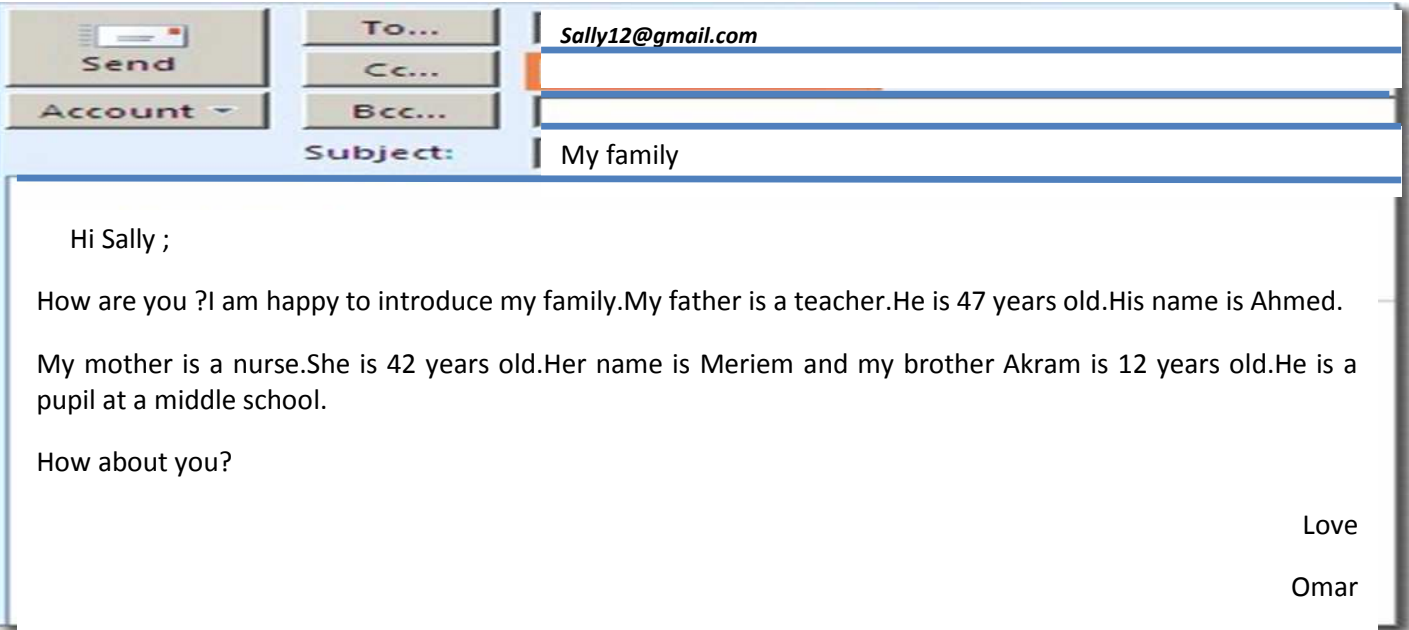 To...
Sally12@gmail.com
Send
Cc...
Account
Bcc...
Subject:
My family
Hi Sally ;
How are you ?I am happy to introduce my family.My father is a teacher.He is 47 years old.His name is Ahmed.
My mother is a nurse.She is 42 years old.Her name is Meriem and my brother Akram is 12 years old.He is a
pupil at a middle school.
How about you?
Love
Omar